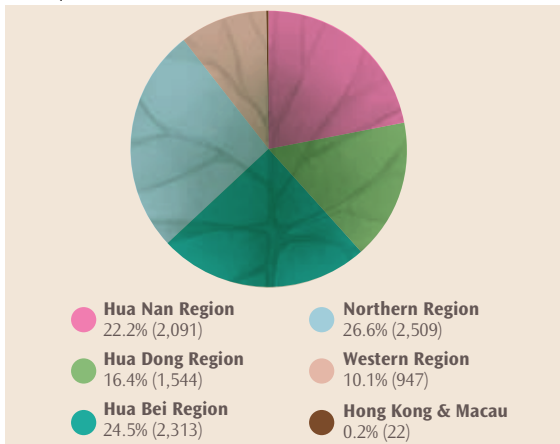 Hua Nan Region
22.2% (2,091)
Hua Dong Region
16.4% (1,544)
Hua Bei Region
24.5% (2,313)
Northern Region
26.6% (2,509)
Western Region
10.1% (947)
Hong Kong & Macau
0.2% (22)